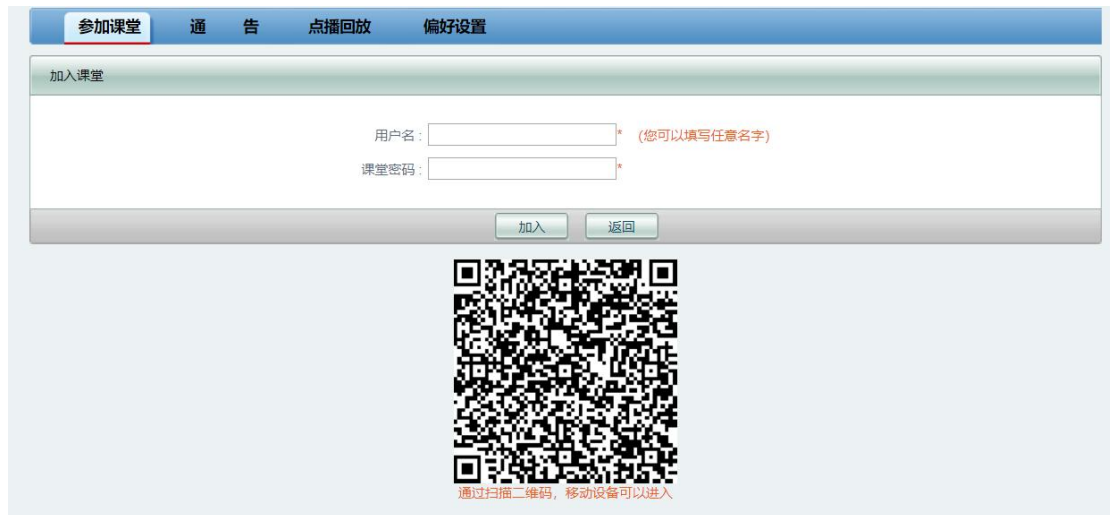 参加课堂 通 告 点播回放 偏好设置
加入课堂
用户名 : * (您可以填写任意名字)
课堂密码 : *
加入 返回
通过扫描二维码，移动设备可以进入